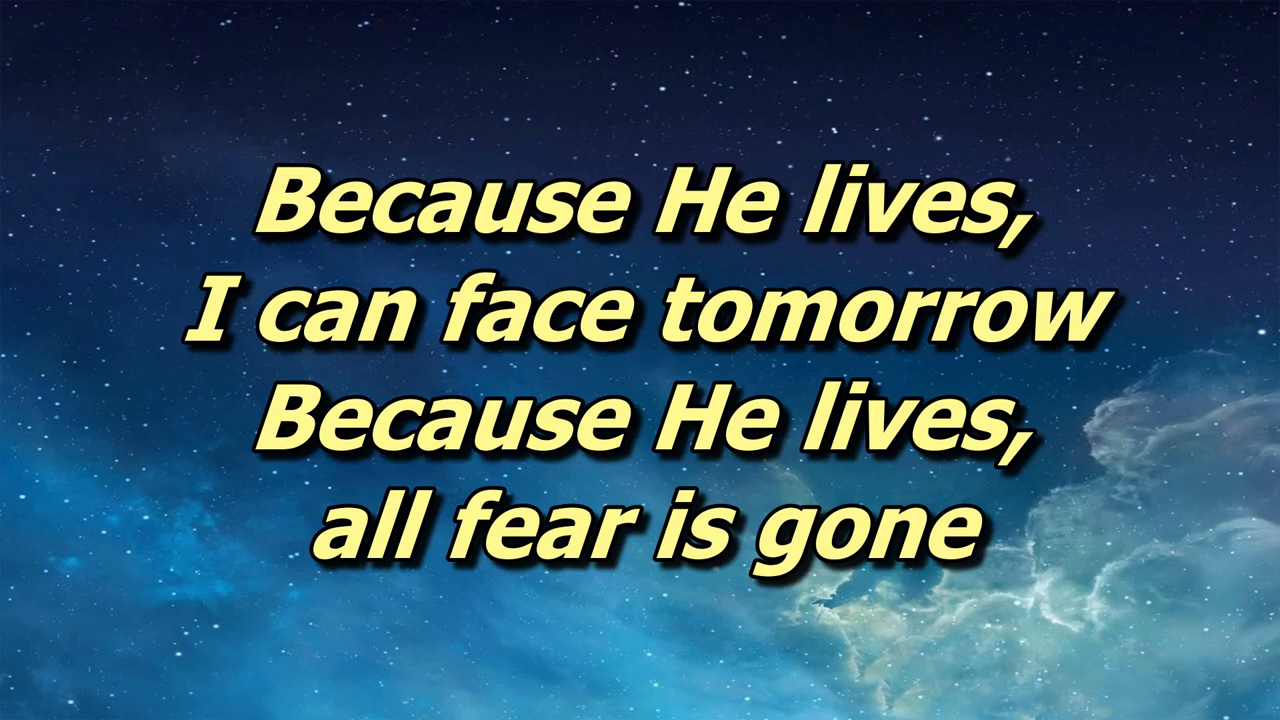 Because He lives,
I can face tomorrow
Because He lives,
all fear is gone